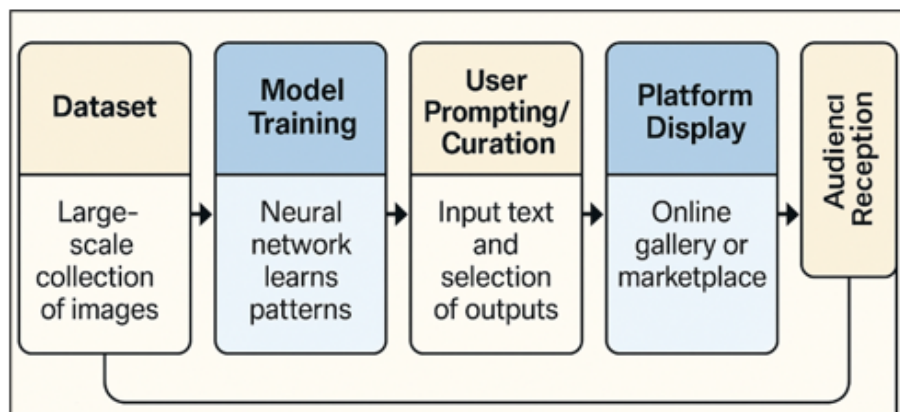 Dataset
Large-
scale
collection
of images
Model
Training
Neural
network
learns
patterns
User
Prompting/
Curation
Input text
and
selection
of outputs
Platform
Display
Online
gallery or
marketplace
Audiencl
Reception